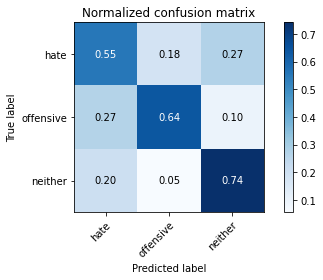 Normalized confusion matrix
hate 0.55 0.18 0.27
offensive 0.27 0.64 0.10
neither 0.20 0.05 0.74
hate offensive neither
True label
Predicted label
0.7
0.6
0.5
0.4
0.3
0.2
0.1